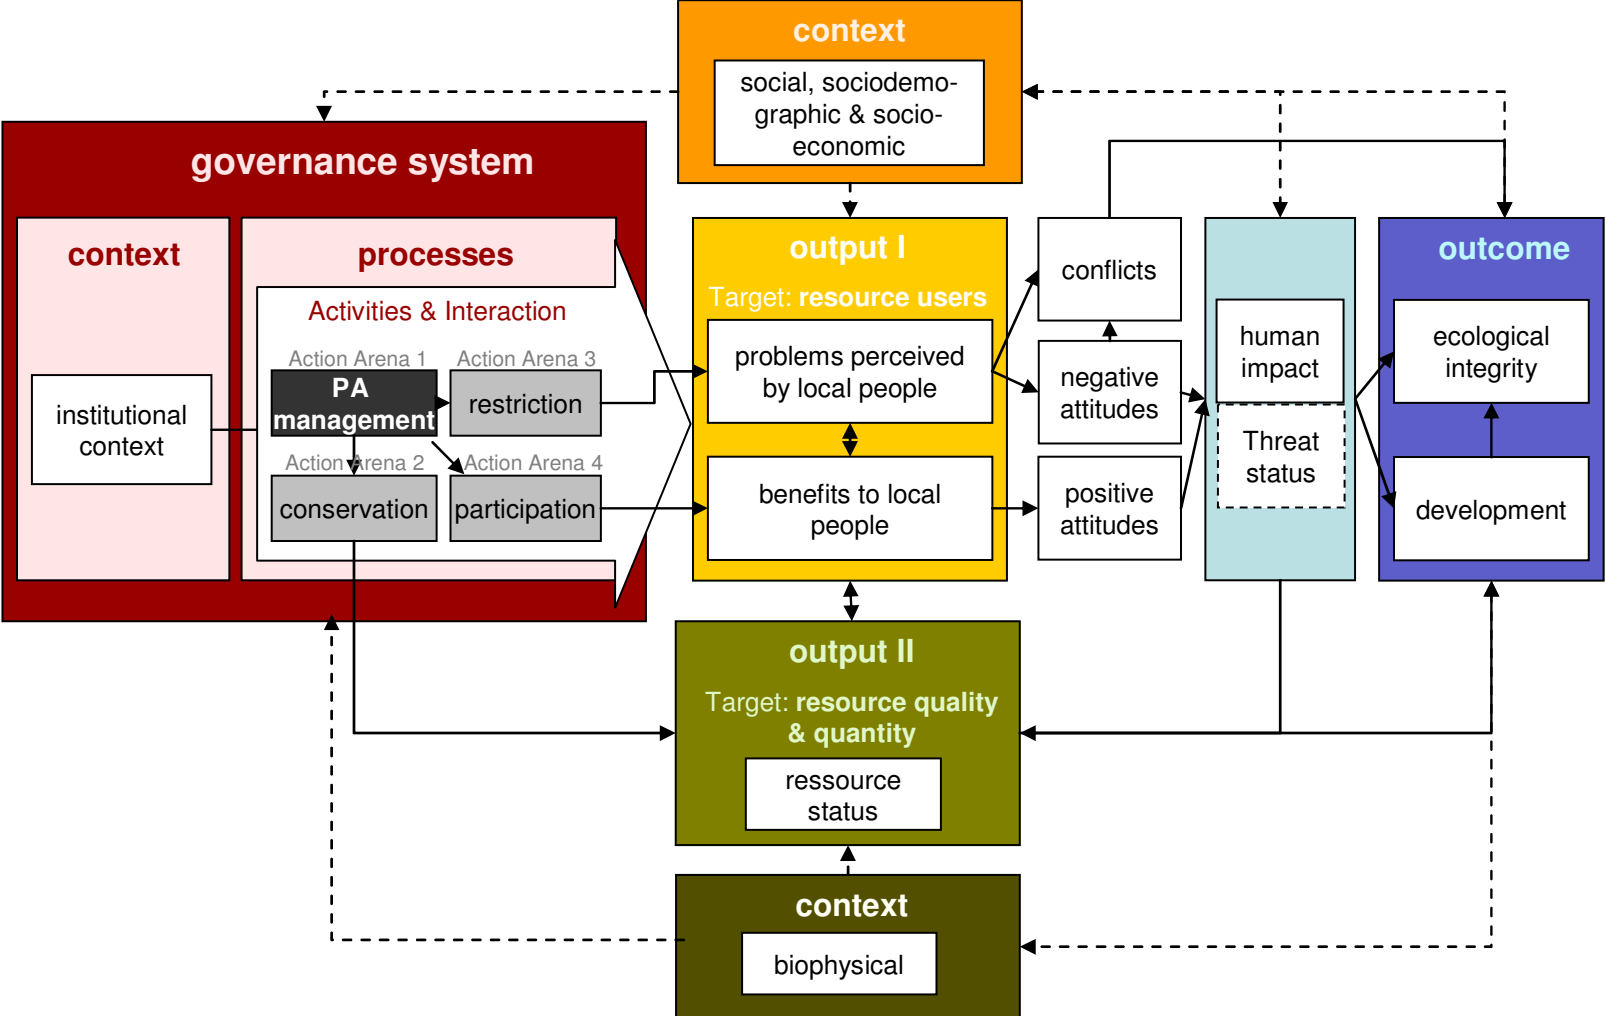 context
social, sociodemo-
graphic & socio-
economic
governance system
context
institutional
context
processes
Activities & Interaction
Action Arena 1
PA
management
Action Arena 3
restriction
Action Arena 2
conservation
Action Arena 4
participation
output I
Target: resource users
problems perceived
by local people
benefits to local
people
conflicts
negative
attitudes
positive
attitudes
human
impact
Threat
status
outcome
ecological
integrity
development
output II
Target: resource quality
& quantity
ressource
status
context
biophysical